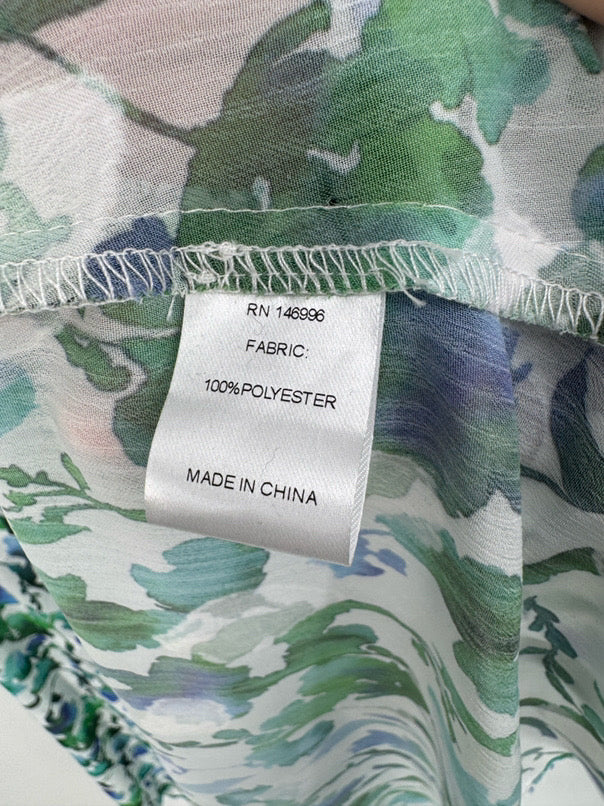 RN 146996
FABRIC:
100%POLYESTER
MADE IN CHINA